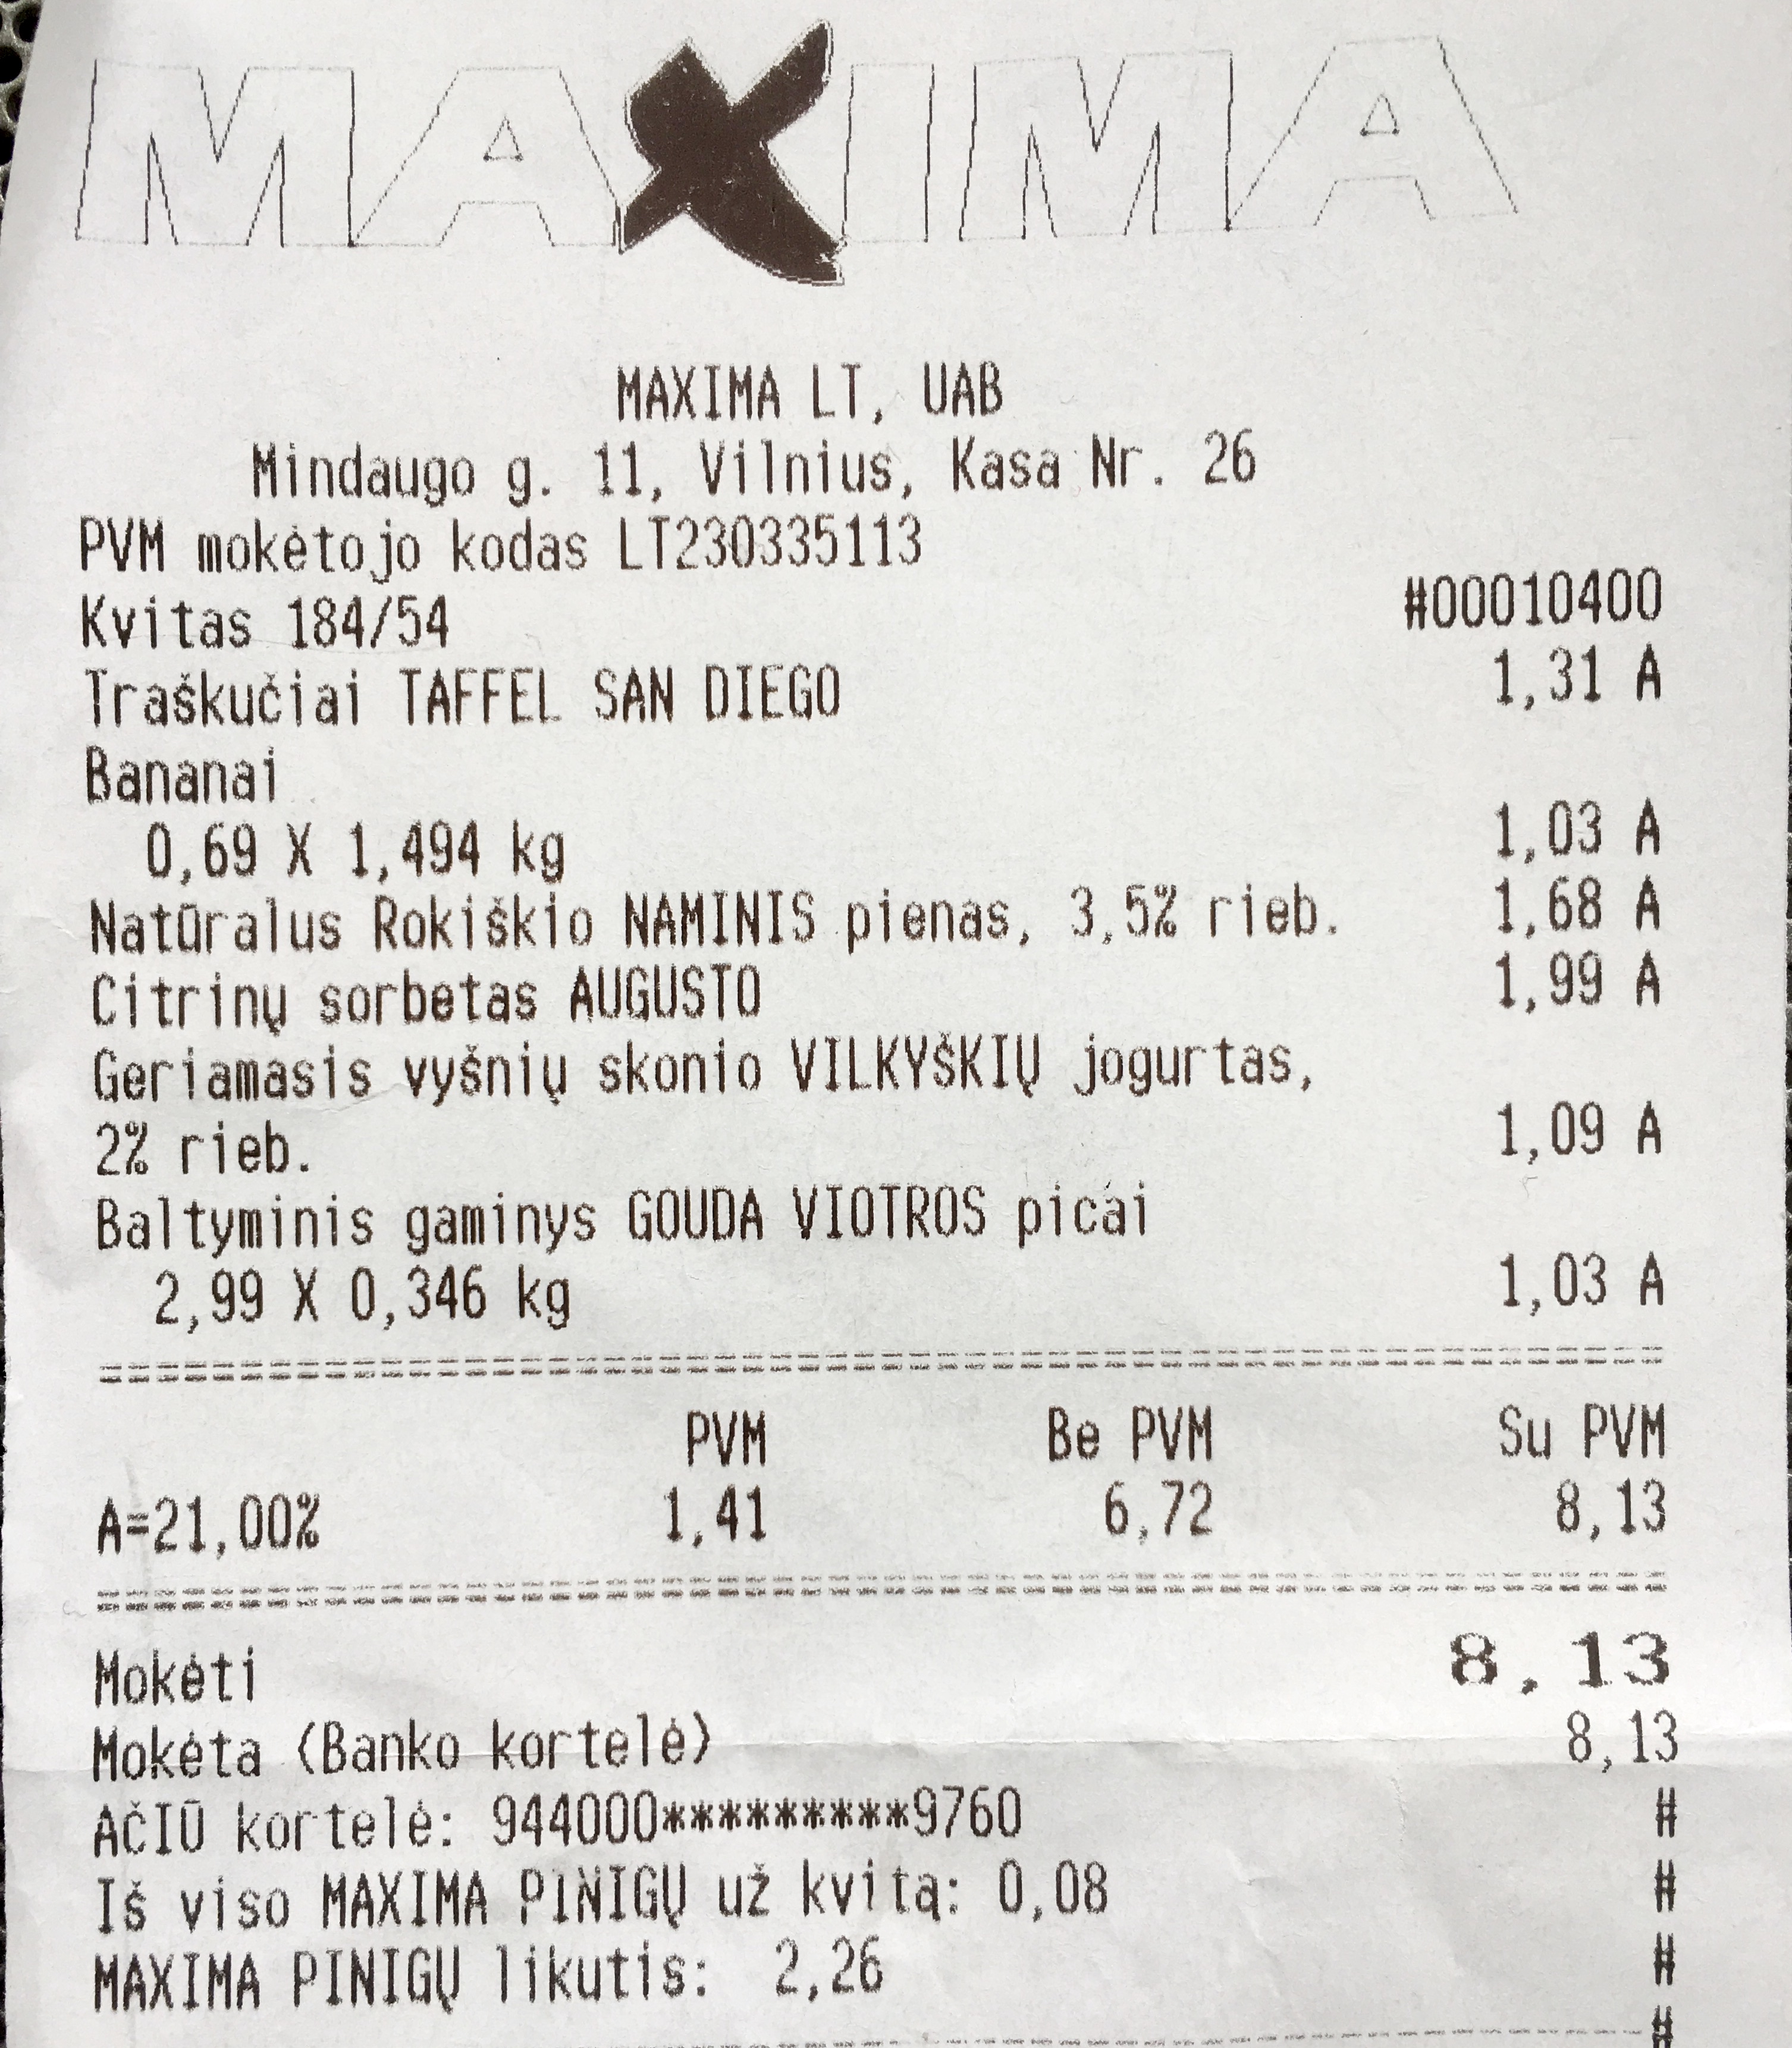 MAXIMA
MAXIMA LT, UAB
Mindaugo g. 11, Vilnius, Kasa Nr. 26
PVM mokėtojo kodas LT230335113
Kvitas 184/54 #00010400
Traškučiai TAFFEL SAN DIEGO 1,31 A
Bananai
0,69 X 1,494 kg 1,03 A
Natūralus Rokiškio NAMINIS pienas, 3,5% rieb. 1,68 A
Citrinų sorbetas AUGUSTO 1,99 A
Geriamasis vyšnių skonio VILKYŠKIŲ jogurtas,
2% rieb. 1,09 A
Baltyminis gaminys GOUDA VIOTROS picai
2,99 X 0,346 kg 1,03 A
PVM Be PVM Su PVM
A=21,00% 1,41 6,72 8,13
Mokėti 8,13
Mokėta (Banko kortelė) 8,13
AČIŪ kortelė: 944000*********9760 #
Iš viso MAXIMA PINIGŲ už kvitą: 0,08 #
MAXIMA PINIGŲ likutis: 2,26 #
#